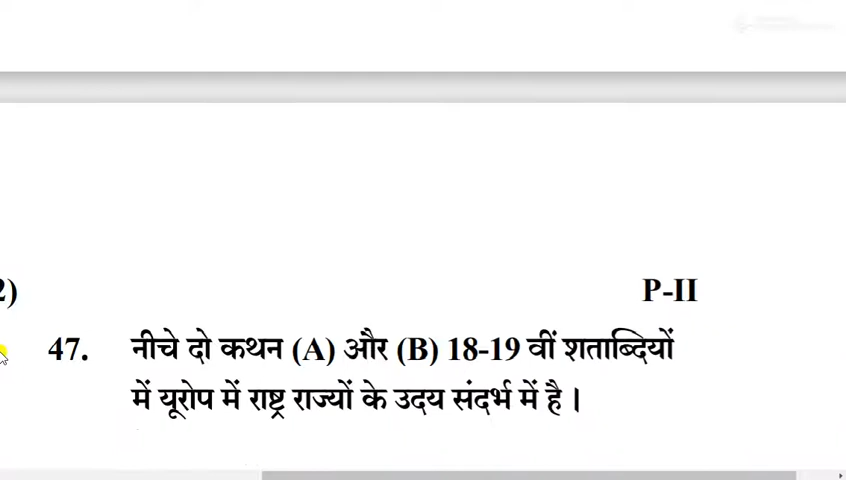 2)
P-II
47. नीचे दो कथन (A) और (B) 18-19 वीं शताब्दियों
में यूरोप में राष्ट्र राज्यों के उदय संदर्भ में है ।